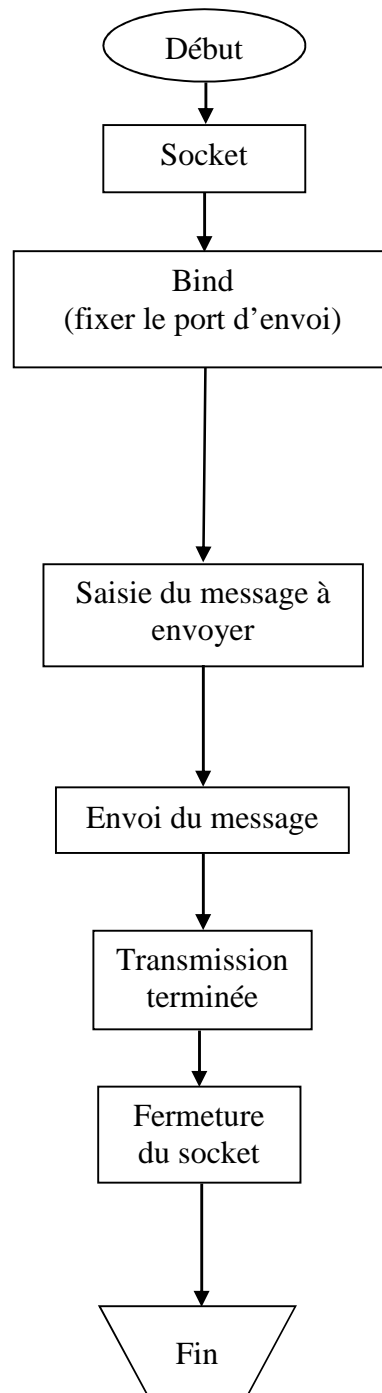 Début
Socket
Bind
(fixer le port d’envoi)
Saisie du message à
envoyer
Envoi du message
Transmission
terminée
Fermeture
du socket
Fin